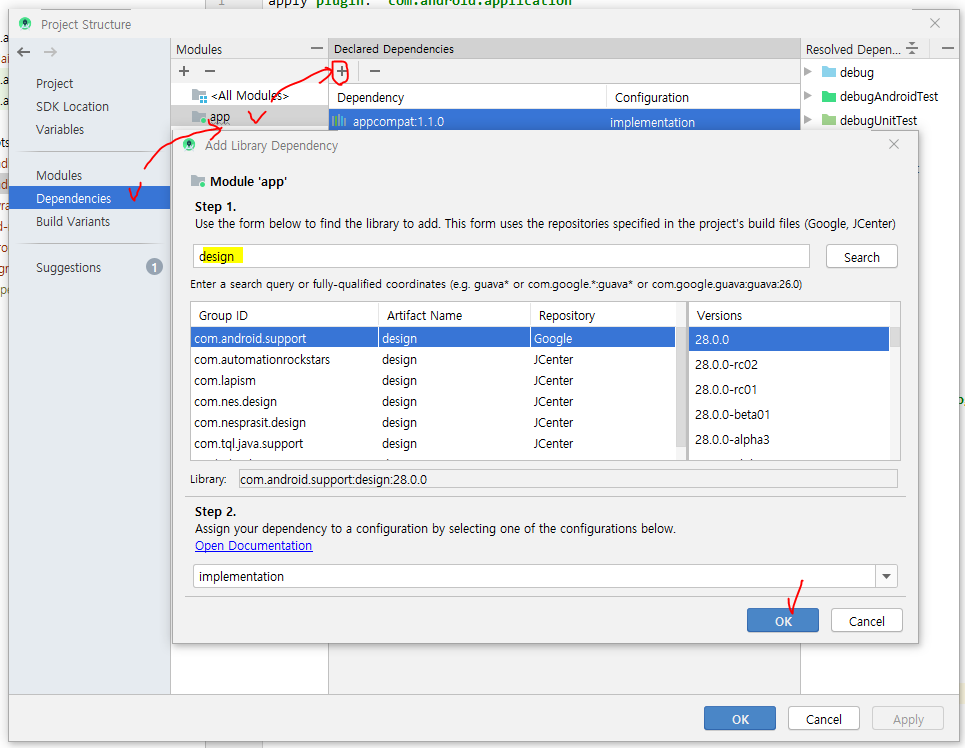 1
apply plugin: 'com.android.application'
Project Structure
Project
SDK Location
Variables
Modules
Dependencies
Build Variants
Suggestions
1
Modules
<All Modules>
app
Declared Dependencies
Dependency Configuration
appcompat:1.1.0 implementation
Resolved Depen...
debug
debugAndroidTest
debugUnitTest
Add Library Dependency
Module 'app'
Step 1.
Use the form below to find the library to add. This form uses the repositories specified in the project's build files (Google, JCenter)
design
Search
Enter a search query or fully-qualified coordinates (e.g. guava* or com.google.*:guava* or com.google.guava:guava:26.0)
Group ID Artifact Name Repository
com.android.support design Google
com.automationrockstars design JCenter
com.lapism design JCenter
com.nes.design design JCenter
com.nesprasit.design design JCenter
com.tql.java.support design JCenter
Versions
28.0.0
28.0.0-rc02
28.0.0-rc01
28.0.0-beta01
28.0.0-alpha3
Library: com.android.support:design:28.0.0
Step 2.
Assign your dependency to a configuration by selecting one of the configurations below.
Open Documentation
implementation
OK
Cancel
OK
Cancel
Apply